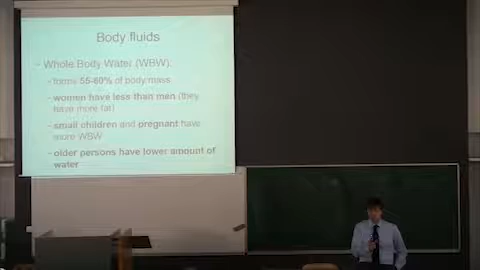 Body fluids
- Whole Body Water (WBW):
- forms 55-60% of body mass
- women have less than men (they
have more fat)
- small children and pregnant have
more WBW
- older persons have lower amount of
water